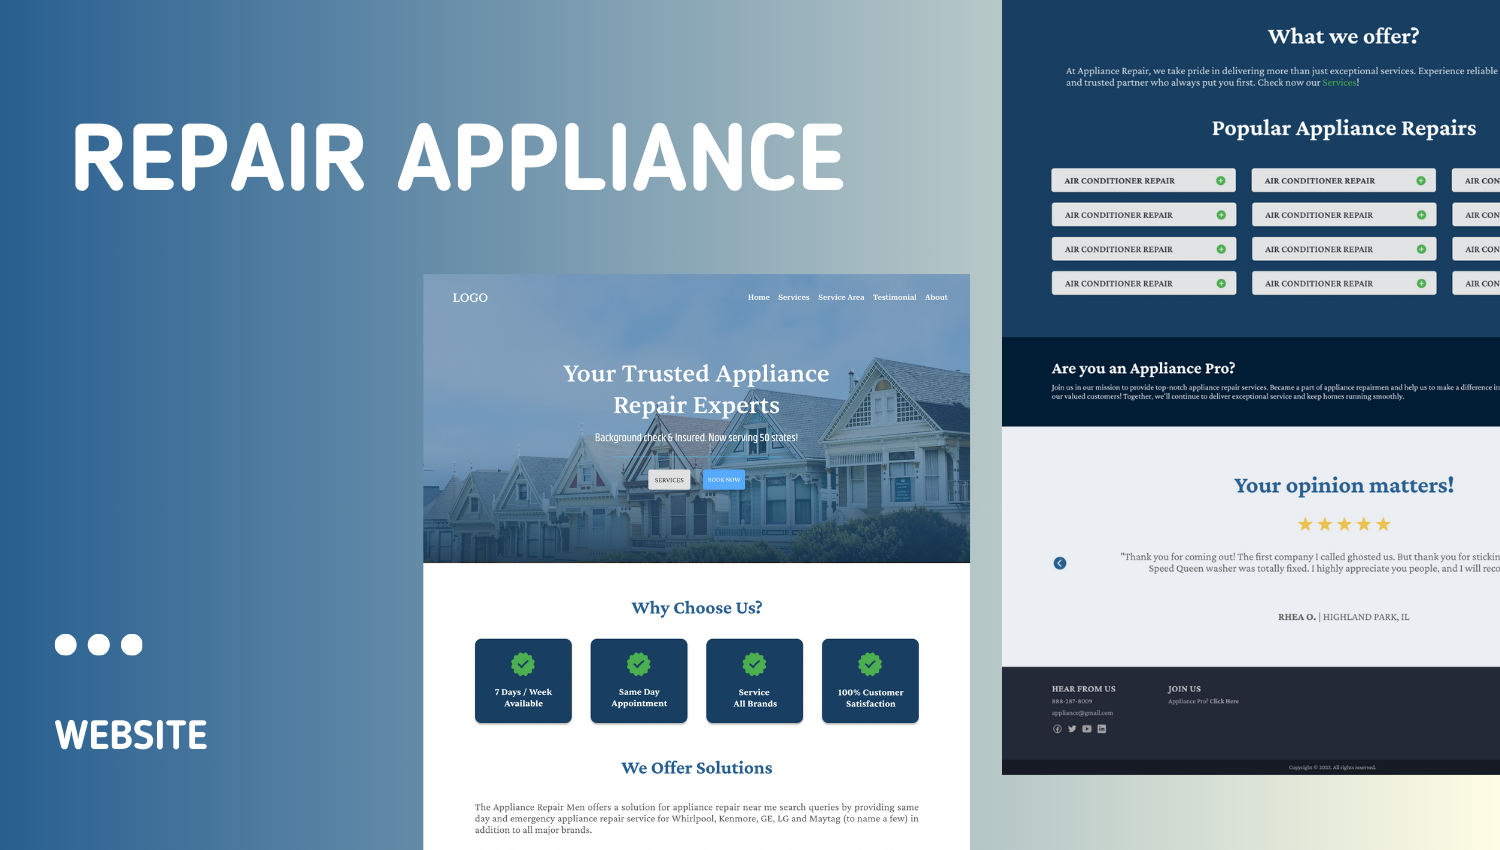 REPAIR APPLIANCE
WEBSITE
LOGO
Home Services Service Area Testimonial About
Your Trusted Appliance
Repair Experts
Background check & Insured. Now serving 50 states!
SERVICES BOOK NOW
Why Choose Us?
7 Days / Week
Available
Same Day
Appointment
Service
All Brands
100% Customer
Satisfaction
We Offer Solutions
The Appliance Repair Men offers a solution for appliance repair near me search queries by providing same
day and emergency appliance repair service for Whirlpool, Kenmore, GE, LG and Maytag (to name a few) in
addition to all major brands.
What we offer?
At Appliance Repair, we take pride in delivering more than just exceptional services. Experience reliable
and trusted partner who always put you first. Check now our Services!
Popular Appliance Repairs
AIR CONDITIONER REPAIR AIR CONDITIONER REPAIR AIR CON
AIR CONDITIONER REPAIR AIR CONDITIONER REPAIR AIR CON
AIR CONDITIONER REPAIR AIR CONDITIONER REPAIR AIR CON
AIR CONDITIONER REPAIR AIR CONDITIONER REPAIR AIR CON
Are you an Appliance Pro?
Join us in our mission to provide top-notch appliance repair services. Became a part of appliance repairmen and help us to make a difference in
our valued customers! Together, we'll continue to deliver exceptional service and keep homes running smoothly.
Your opinion matters!
"Thank you for coming out! The first company I called ghosted us. But thank you for stickin
Speed Queen washer was totally fixed. I highly appreciate you people, and I will reco
RHEA O. | HIGHLAND PARK, IL
HEAR FROM US
888-187-8009
appliance@gmail.com
JOIN US
Appliance Pro? Click Here
Copyright © 2022. All rights reserved.